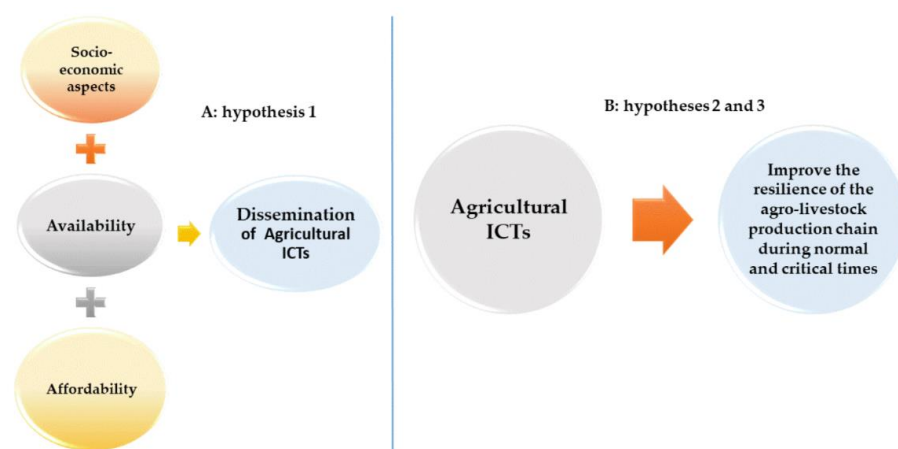 Socio-
economic
aspects
Availability
Affordability
A: hypothesis 1
Dissemination
of Agricultural
ICTs
B: hypotheses 2 and 3
Agricultural
ICTs
Improve the
resilience of the
agro-livestock
production chain
during normal
and critical times